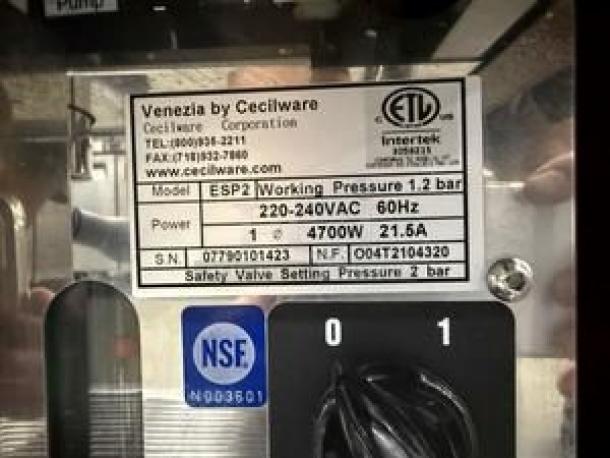 Pump
Venezia by Cecilware
Cecilware Corporation
TEL:(800)935-2211
FAX:(718)932-7860
www.cecilware.com
C ETL US
Intertek
Model ESP2 Working Pressure 1.2 bar
Power 220-240VAC 60Hz
1 ø 4700W 21.5A
S.N. 07790101423 N.F. O04T2104320
Safety Valve Setting Pressure 2 bar
NSF.
N003601
0 1